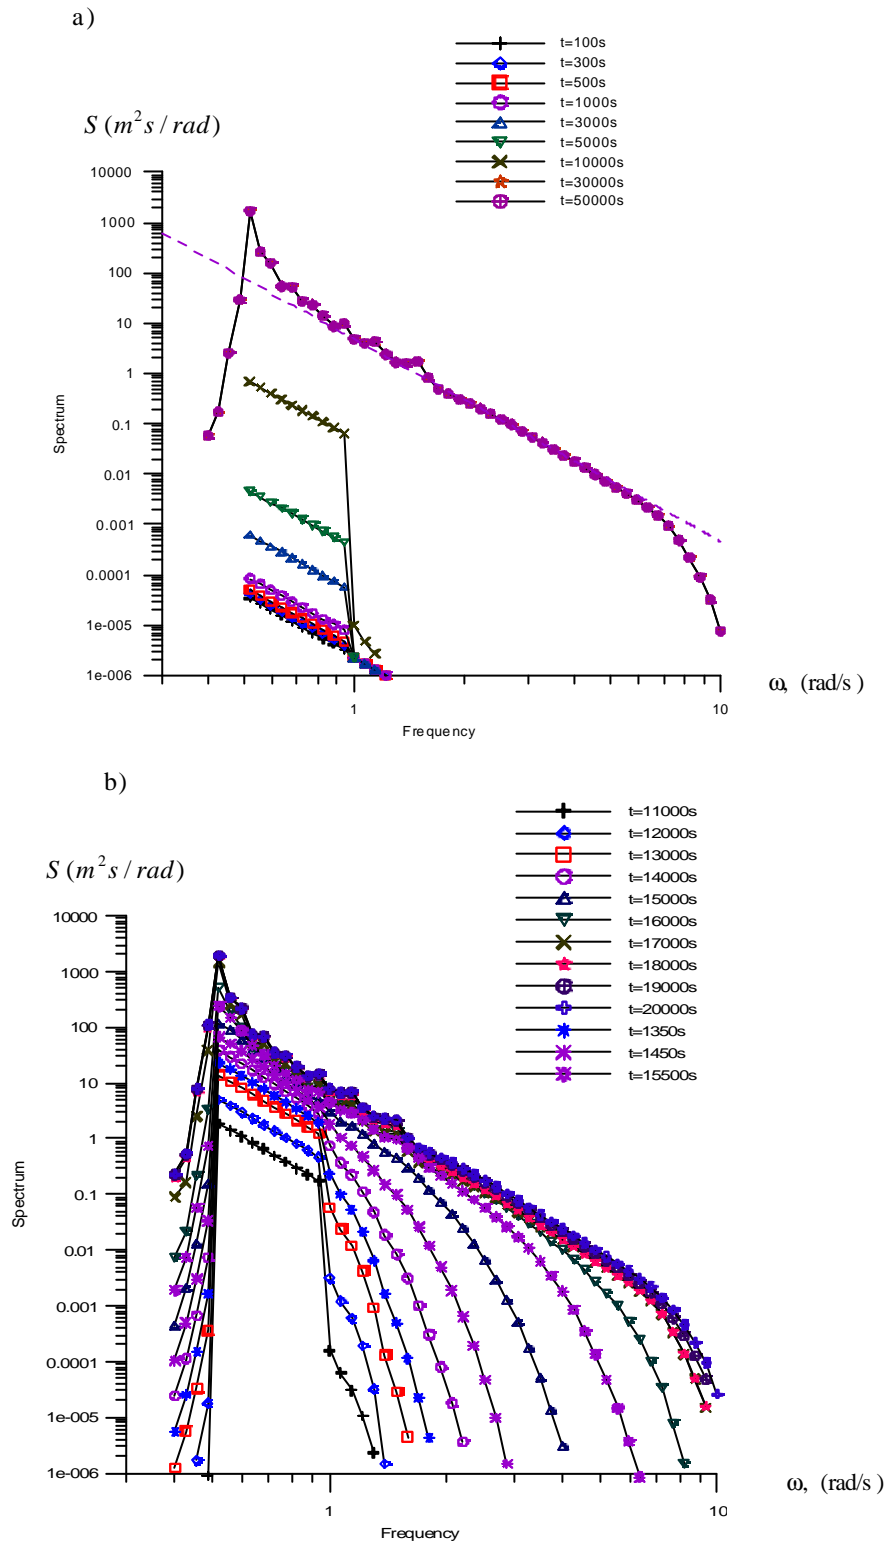 a)
t=100s
t=300s
t=500s
t=1000s
t=3000s
t=5000s
t=10000s
t=30000s
t=50000s
S (m²s/rad)
10000
1000
100
10
1
0.1
0.01
0.001
0.0001
1e-005
1e-006
Spectrum
1
10
Frequency
ω, (rad/s )
b)
t=11000s
t=12000s
t=13000s
t=14000s
t=15000s
t=16000s
t=17000s
t=18000s
t=19000s
t=20000s
t=1350s
t=1450s
t=15500s
S (m²s/rad)
10000
1000
100
10
1
0.1
0.01
0.001
0.0001
1e-005
1e-006
Spectrum
1
10
Frequency
ω, (rad/s )